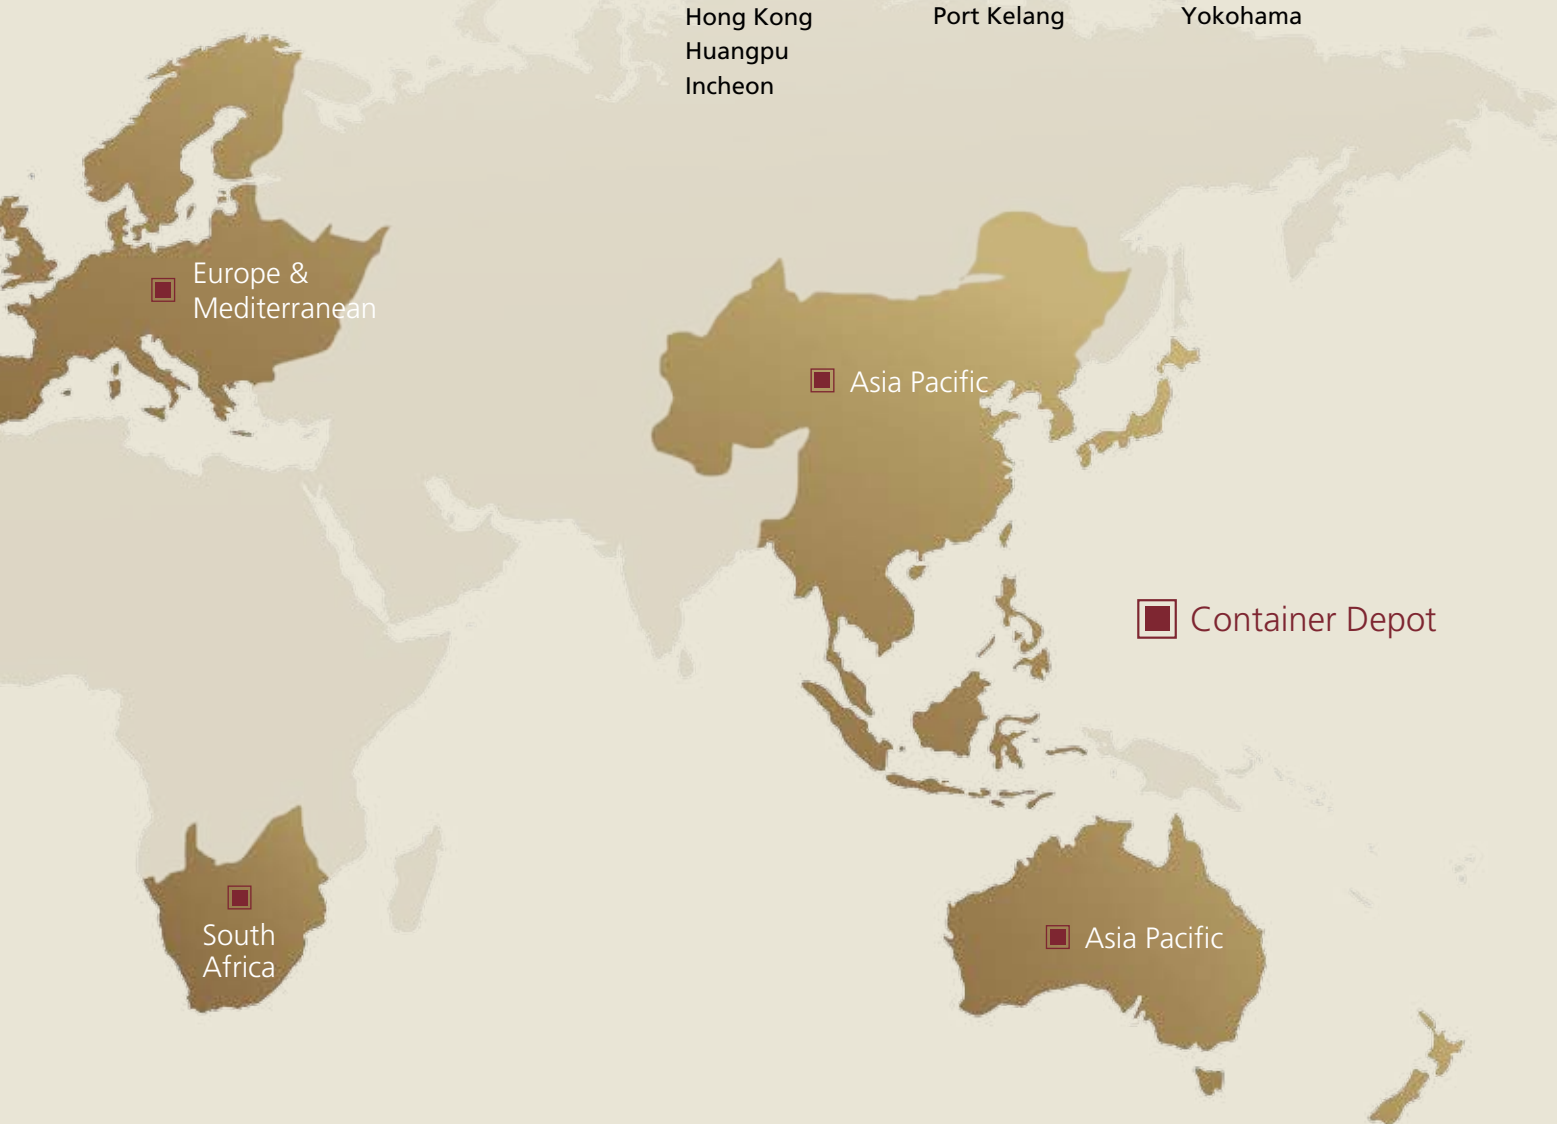 Hong Kong
Huangpu
Incheon
Port Kelang
Yokohama
Europe &
Mediterranean
Asia Pacific
Container Depot
South
Africa
Asia Pacific